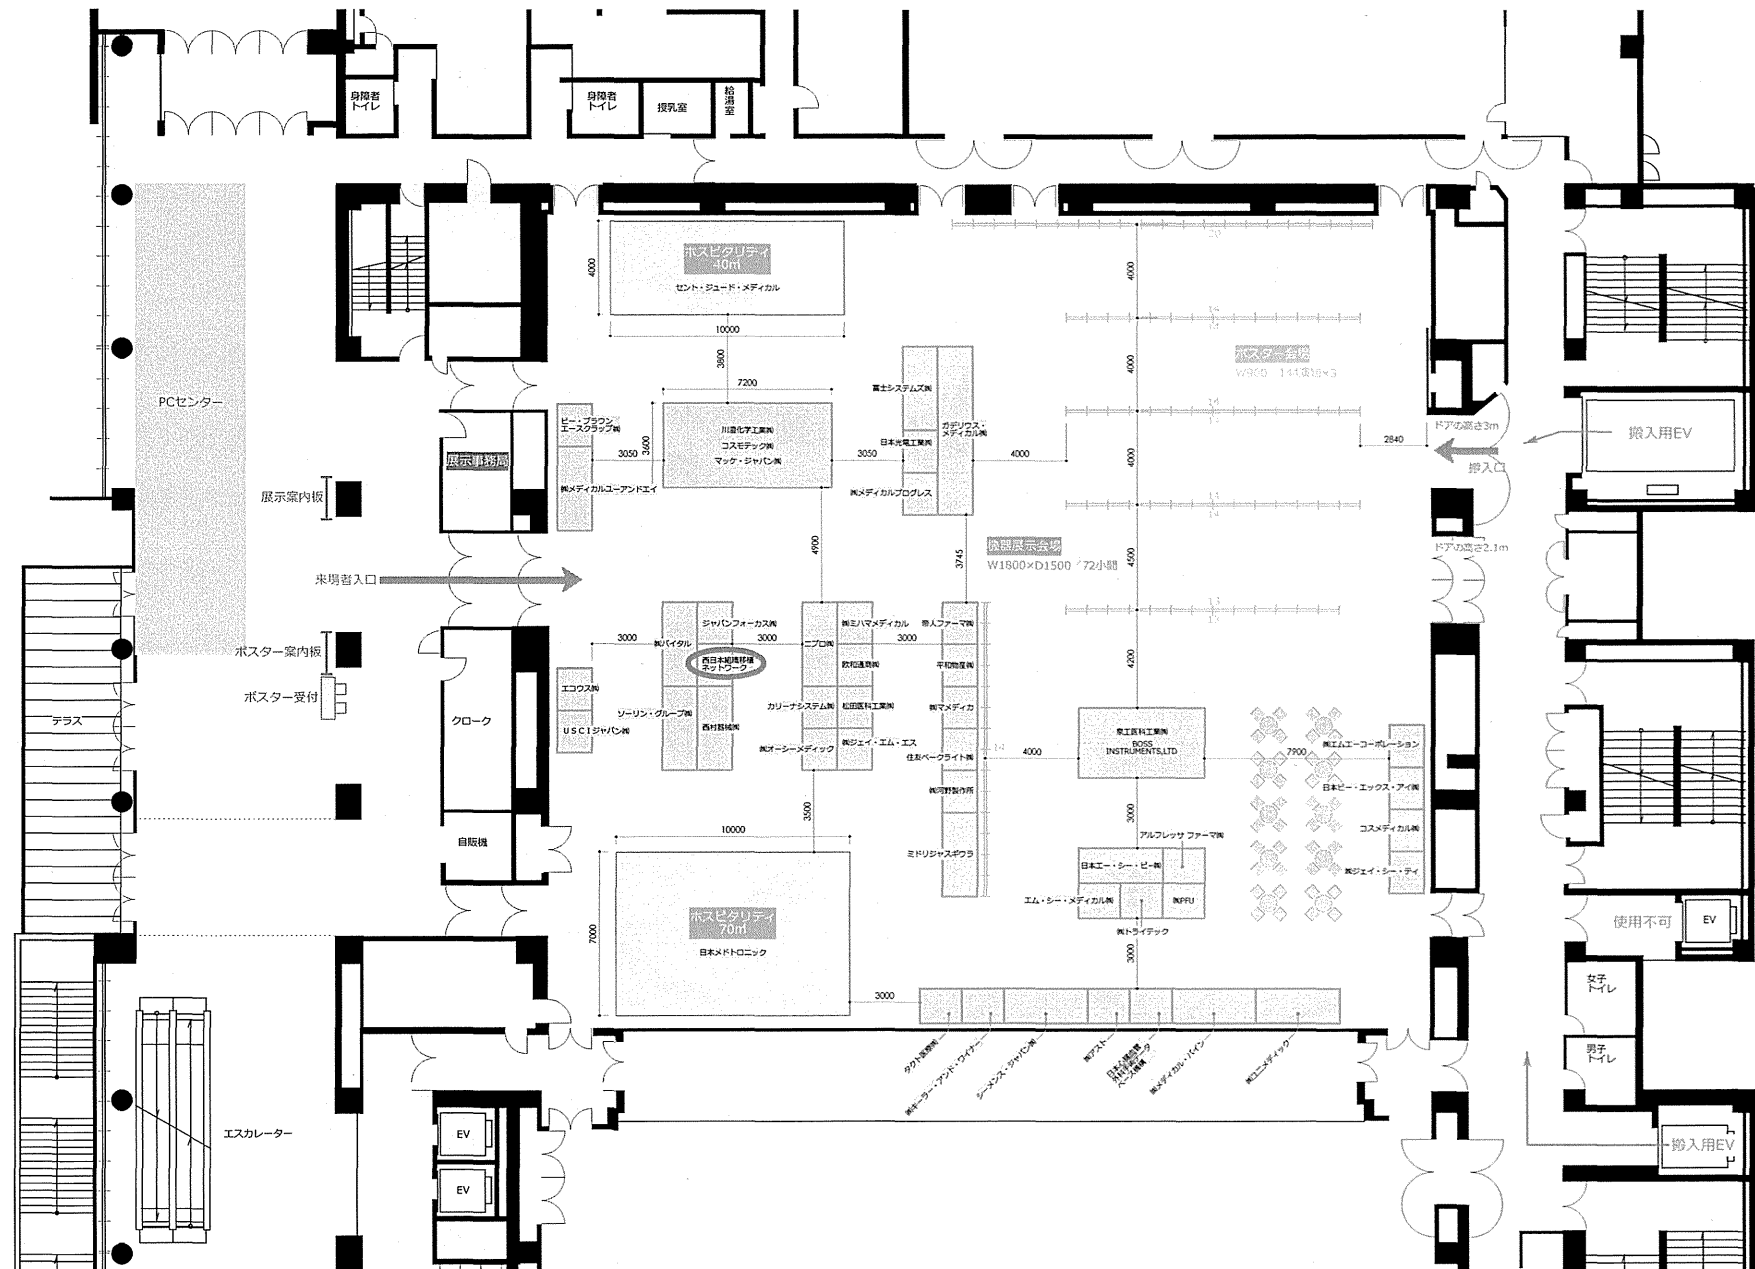 身障者
トイレ
身障者
トイレ
授乳室
給湯室
ホスピタリティ
40㎡
セント・ジュード・メディカル
4000
10000
3800
7200
3600
川澄化学工業㈱
コスモテック㈱
マッケ・ジャパン㈱
ビー・ブラウン
エースクラップ㈱
㈱メディカルユーアンドエイ
3050
3050
富士システムズ㈱
日本光電工業㈱
㈱メディカルプログレス
ガデリウス・
メディカル㈱
4000
4000
4000
4000
4500
4200
ポスター会場
2840
ドアの高さ3m
搬入口
搬入用EV
ドアの高さ2.1m
PCセンター
展示事務局
展示案内板
来場者入口
4900
3745
機器展示会場
W1800×D1500 72小間
ポスター案内板
ポスター受付
テラス
クローク
自販機
3000
3000
3000
㈱バイタル
ジャパンフォーカス㈱
西日本組織移植
ネットワーク
ソーリン・グループ㈱
西村器械㈱
エコウス㈱
USCIジャパン㈱
ニプロ㈱
㈱ミハマメディカル
欧和通商㈱
カリーナシステム㈱
松田医科工業㈱
㈱オーシーメディック
㈱ジェイ・エム・エス
帝人ファーマ㈱
平和物産㈱
㈱マメディカ
住友ベークライト㈱
㈱河野製作所
ミドリジャスギウラ
4000
泉工医科工業㈱
BOSS
INSTRUMENTS,LTD
7900
㈱エムエーコーポレーション
日本ビー・エックス・アイ㈱
コスメディカル㈱
㈱ジェイ・シー・ティ
3000
アルフレッサ ファーマ㈱
日本エー・シー・ピー㈱
エム・シー・メディカル㈱
㈱PFU
㈱トライテック
3000
3500
10000
7000
ホスピタリティ
70㎡
日本メドトロニック
3000
タクト医療㈱
㈱キーラー・アンド・ワイナー
シーメンス・ジャパン㈱
㈱アスト
日本心臓血管
外科手術データ
ベース機構
㈱メディカル・パイン
㈱ユニメディック
使用不可
EV
女子
トイレ
男子
トイレ
搬入用EV
エスカレーター
EV
EV